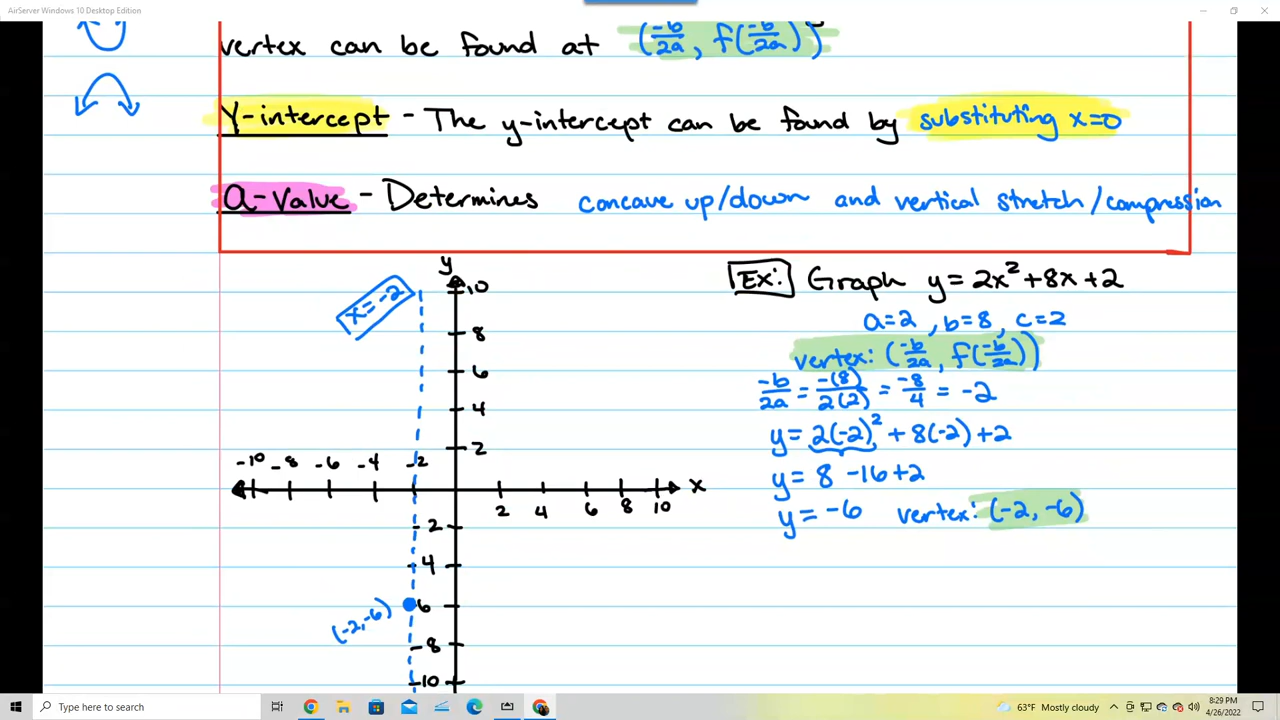 AirServer Windows 10 Desktop Edition
vertex can be found at (-b/2a, f(-b/2a))
Y-intercept - The y-intercept can be found by substituting x=0
a-value - Determines concave up/down and vertical stretch/compression
Ex: Graph y = 2x² + 8x + 2
a=2, b=8, c=2
vertex: (-b/2a, f(-b/2a))
-b/2a = -(8)/2(2) = -8/4 = -2
y = 2(-2)² + 8(-2) + 2
y = 8 -16 +2
y = -6 vertex: (-2, -6)
y
x = -2
10
8
6
4
2
-10 -8 -6 -4 -2
x
2 4 6 8 10
-2
-4
6
(-2,-6)
-8
-10
Type here to search
63°F Mostly cloudy
8:29 PM
4/26/2022